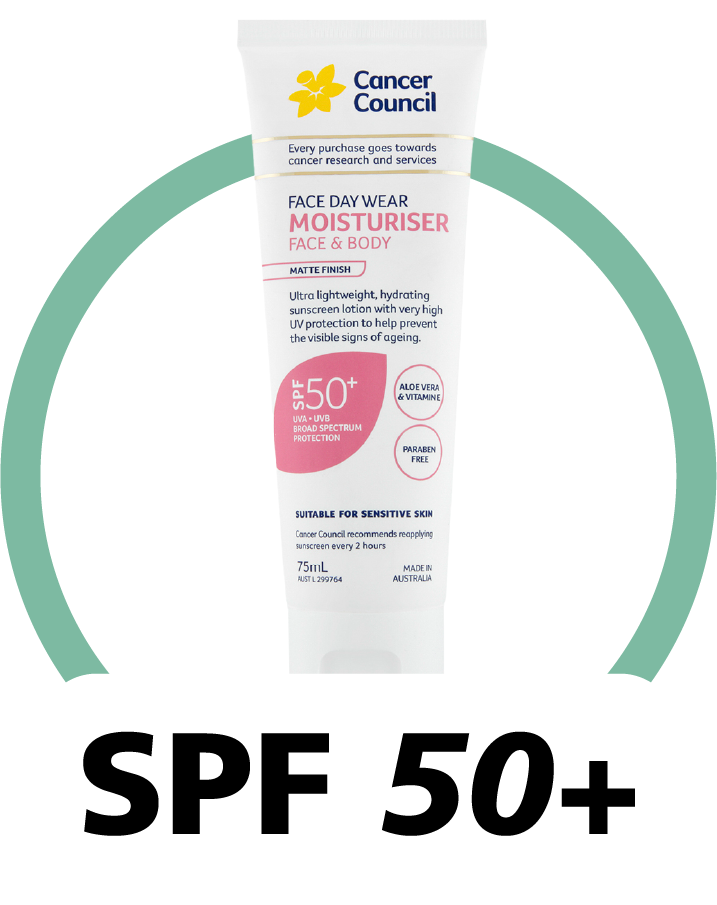 Cancer
Council
Every purchase goes towards
cancer research and services
FACE DAY WEAR
MOISTURISER
FACE & BODY
MATTE FINISH
Ultra lightweight, hydrating
sunscreen lotion with very high
UV protection to help prevent
the visible signs of ageing.
SPF 50+
UVA • UVB
BROAD SPECTRUM
PROTECTION
ALOE VERA
& VITAMIN E
PARABEN
FREE
SUITABLE FOR SENSITIVE SKIN
Cancer Council recommends reapplying
sunscreen every 2 hours
75mL
AUST L 299764
MADE IN
AUSTRALIA
SPF 50+